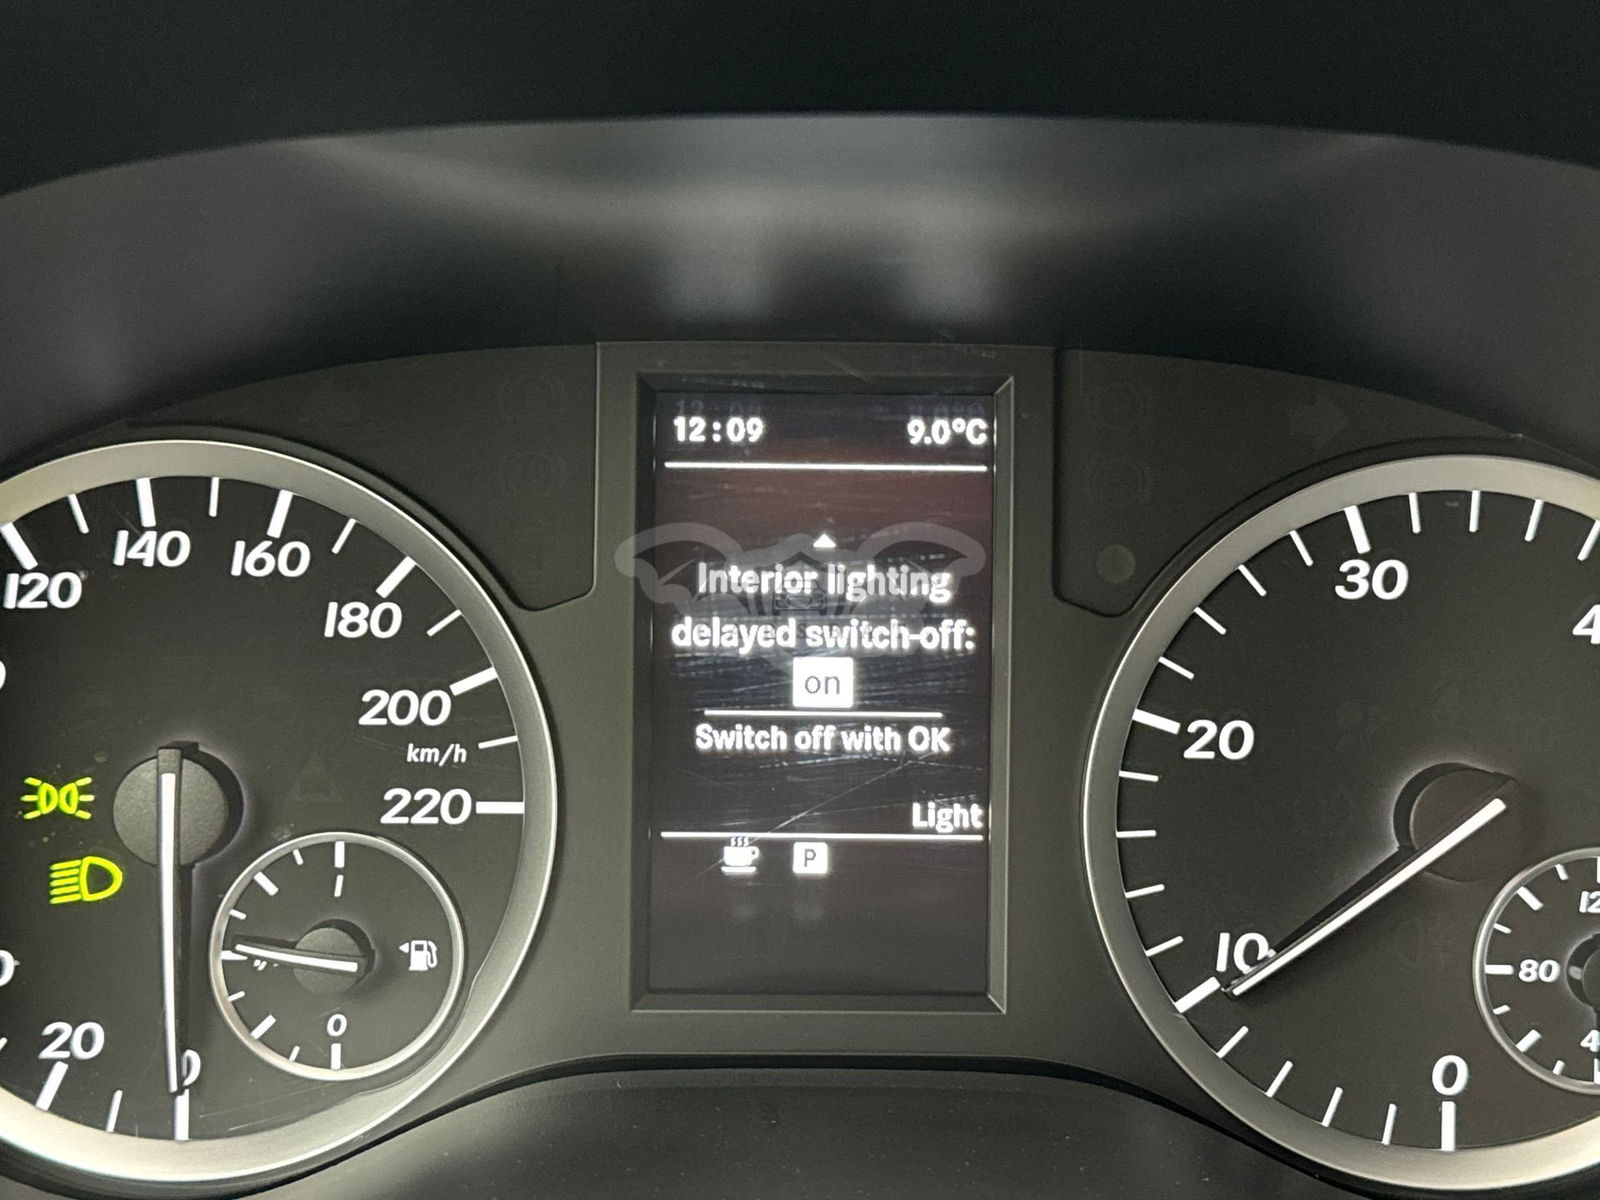 12:09 9.0°C
Interior lighting
delayed switch-off:
on
Switch off with OK
Light
P
120
140
160
180
200
km/h
220
20
0
0
30
20
10
0
80